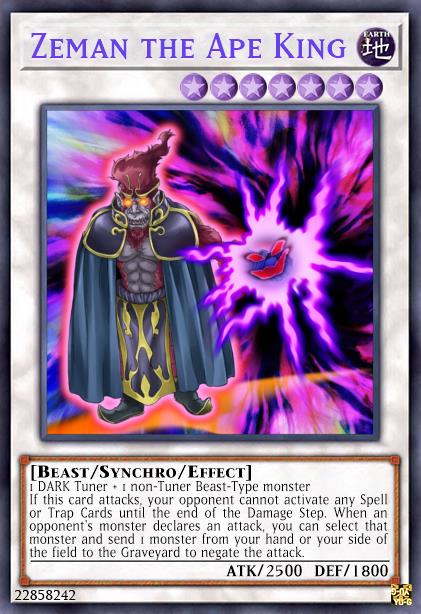 Zeman the Ape King
EARTH
地
[Beast/Synchro/Effect]
1 DARK Tuner + 1 non-Tuner Beast-Type monster
If this card attacks, your opponent cannot activate any Spell
or Trap Cards until the end of the Damage Step. When an
opponent's monster declares an attack, you can select that
monster and send 1 monster from your hand or your side of
the field to the Graveyard to negate the attack.
ATK/2500 DEF/1800
22858242